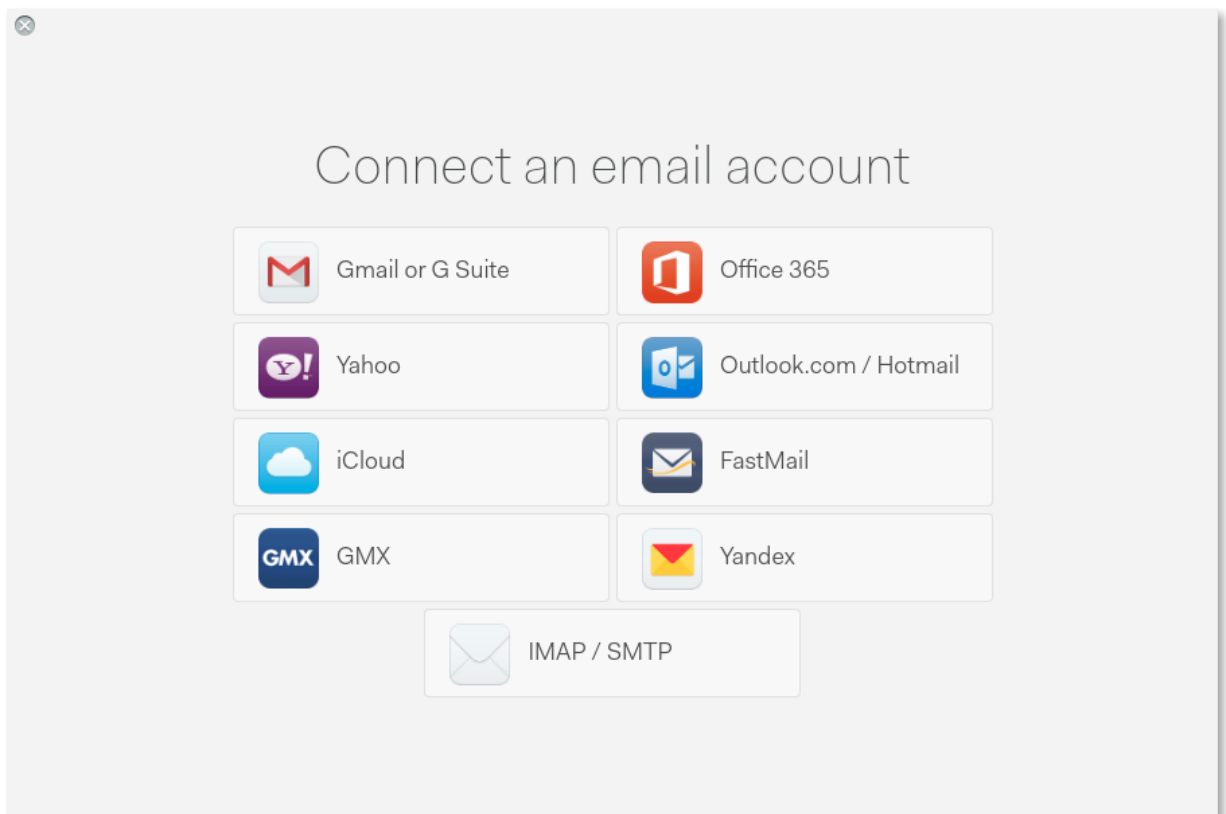 Connect an email account
Gmail or G Suite
Office 365
Yahoo
Outlook.com / Hotmail
iCloud
FastMail
GMX GMX
Yandex
IMAP / SMTP